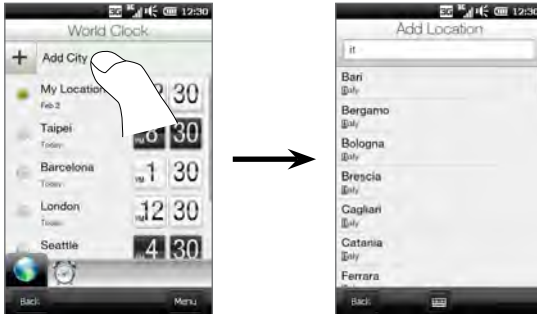 12:30
World Clock
Add City
My Location
Feb 2
30
Taipei
Today
8 30
Barcelona
Today
PM 1 30
London
Today
12 30
Seattle
4 30
Back
Menu
12:30
Add Location
it
Bari
Italy
Bergamo
Italy
Bologna
Italy
Brescia
Italy
Cagliari
Italy
Catania
Italy
Ferrara
Back